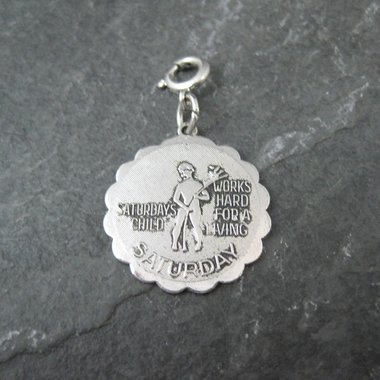 SATURDAY'S
CHILD
WORKS
HARD
FOR A
LIVING
SATURDAY